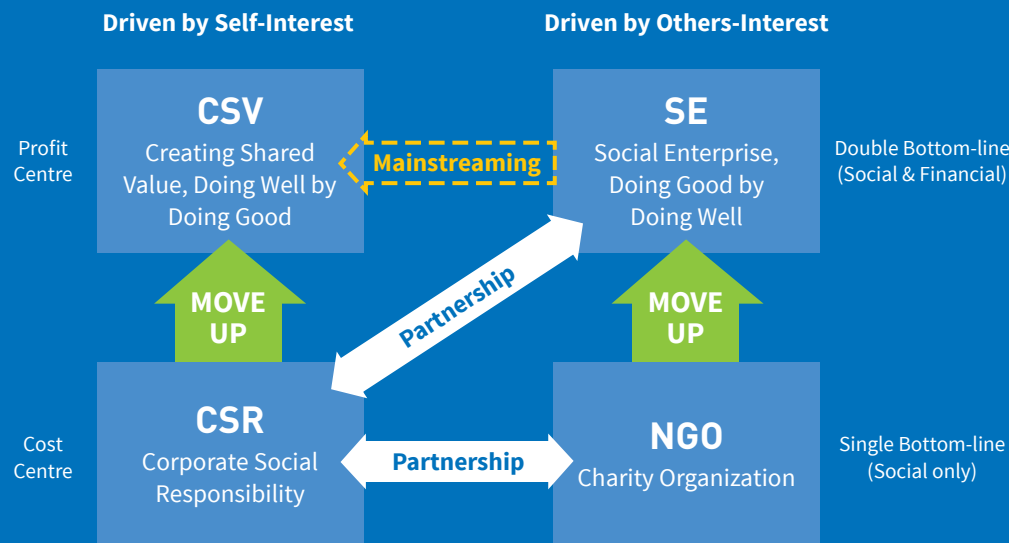 Driven by Self-Interest
Driven by Others-Interest
Profit
Centre
CSV
Creating Shared
Value, Doing Well by
Doing Good
Mainstreaming
SE
Social Enterprise,
Doing Good by
Doing Well
Double Bottom-line
(Social & Financial)
MOVE
UP
Partnership
MOVE
UP
Cost
Centre
CSR
Corporate Social
Responsibility
Partnership
NGO
Charity Organization
Single Bottom-line
(Social only)